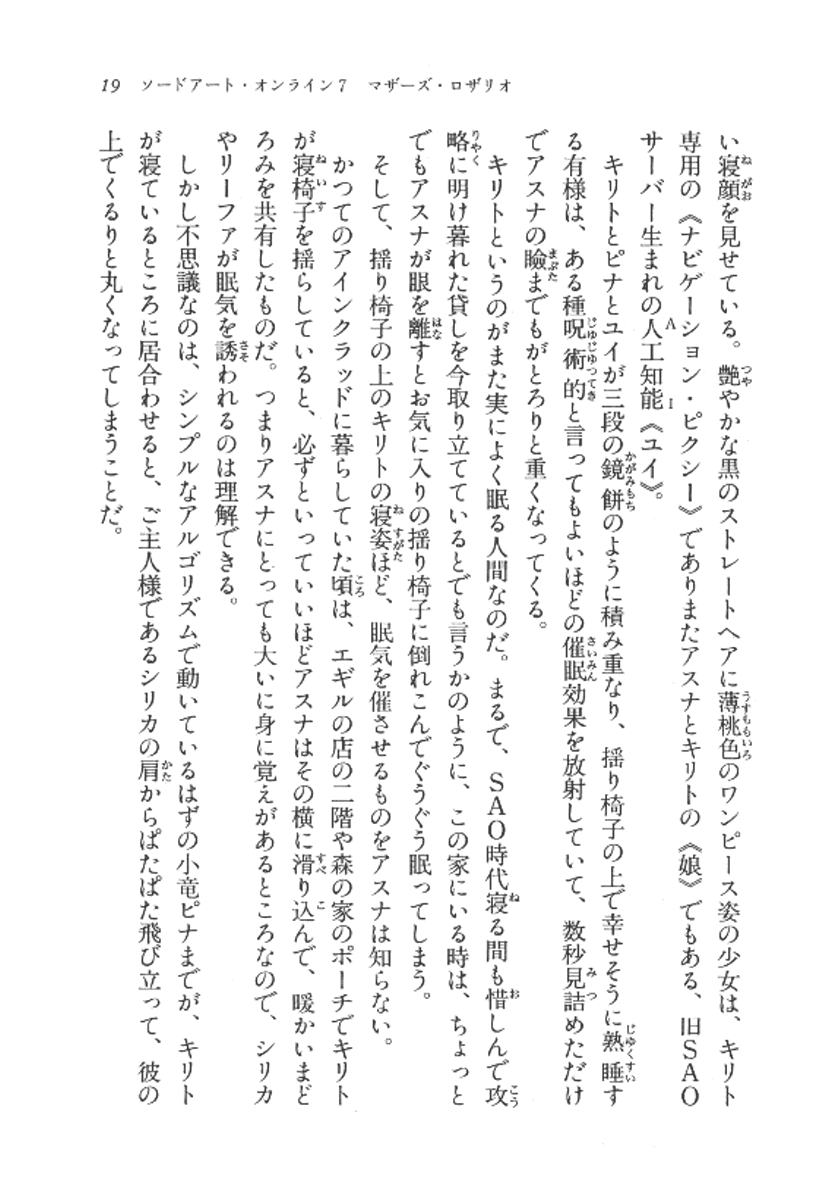 19 ソードアート・オンライン7 マザーズ・ロザリオ
い寝顔を見せている。艶やかな黒のストレートヘアに薄桃色のワンピース姿の少女は、キリト
専用の《ナビゲーション・ピクシー》でありまたアスナとキリトの《娘》でもある、旧SAO
サーバー生まれの人工知能《ユイ》。
キリトとピナとユイが三段の鏡餅のように積み重なり、揺り椅子の上で幸せそうに熟睡す
る有様は、ある種呪術的と言ってもよいほどの催眠効果を放射していて、数秒見詰めただけ
でアスナの瞼までもがとろりと重くなってくる。
キリトというのがまた実によく眠る人間なのだ。まるで、SAO時代寝る間も惜しんで攻
略に明け暮れた貸しを今取り立てているとでも言うかのように、この家にいる時は、ちょっと
でもアスナが眼を離すとお気に入りの揺り椅子に倒れこんでぐうぐう眠ってしまう。
そして、揺り椅子の上のキリトの寝姿ほど、眠気を催させるものをアスナは知らない。
かつてのアインクラッドに暮らしていた頃は、エギルの店の二階や森の家のポーチでキリト
が寝椅子を揺らしていると、必ずといっていいほどアスナはその横に滑り込んで、暖かいまど
ろみを共有したものだ。つまりアスナにとっても大いに身に覚えがあるところなので、シリカ
やリーファが眠気を誘われるのは理解できる。
しかし不思議なのは、シンプルなアルゴリズムで動いているはずの小竜ピナまでが、キリト
が寝ているところに居合わせると、ご主人様であるシリカの肩からぱたぱた飛び立って、彼の
上でくるりと丸くなってしまうことだ。